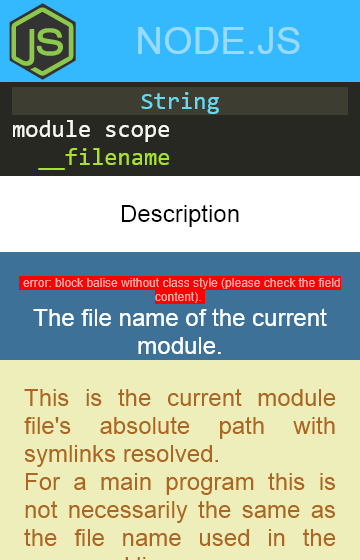 JS
NODE.JS
String
module scope
__filename
Description
error: block balise without class style (please check the field
content).
The file name of the current
module.
This is the current module
file's absolute path with
symlinks resolved.
For a main program this is
not necessarily the same as
the file name used in the